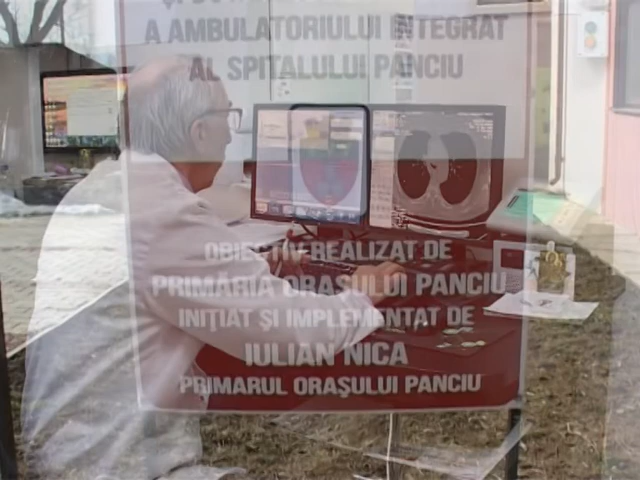 A AMBULATORIULUI INTEGRAT
AL SPITALULUI PANCIU
OBIECTIV REALIZAT DE
PRIMĂRIA ORAȘULUI PANCIU
INIȚIAT ȘI IMPLEMENTAT DE
IULIAN NICA
PRIMARUL ORAȘULUI PANCIU